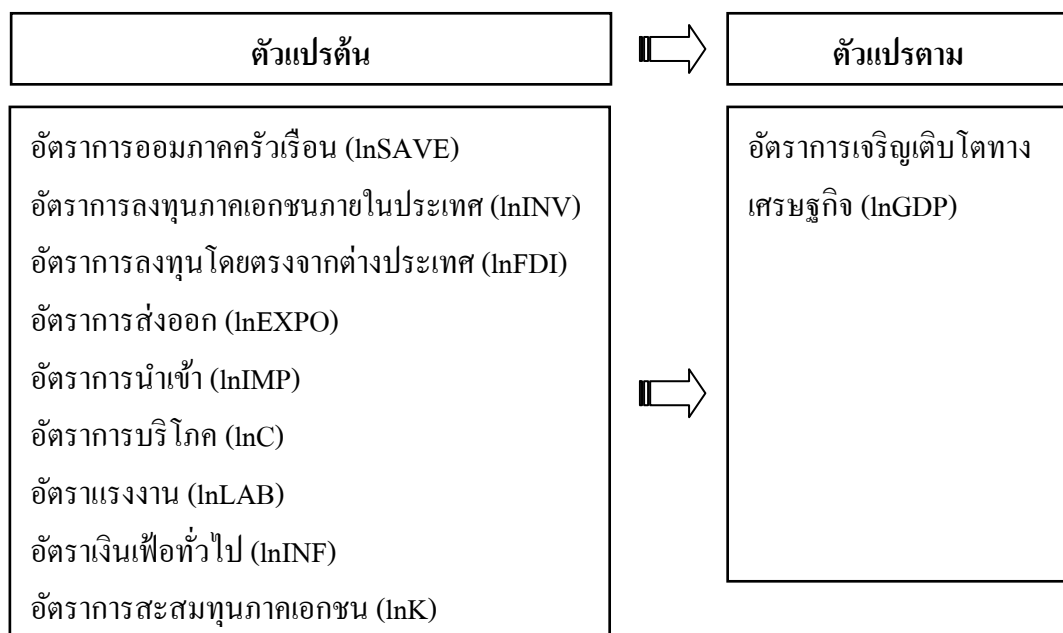 ตัวแปรต้น
ตัวแปรตาม
อัตราการออมภาคครัวเรือน (lnSAVE)
อัตราการลงทุนภาคเอกชนภายในประเทศ (lnINV)
อัตราการลงทุนโดยตรงจากต่างประเทศ (lnFDI)
อัตราการส่งออก (lnEXPO)
อัตราการนำเข้า (lnIMP)
อัตราการบริโภค (lnC)
อัตราแรงงาน (lnLAB)
อัตราเงินเฟ้อทั่วไป (lnINF)
อัตราการสะสมทุนภาคเอกชน (lnK)
อัตราการเจริญเติบโตทาง
เศรษฐกิจ (lnGDP)